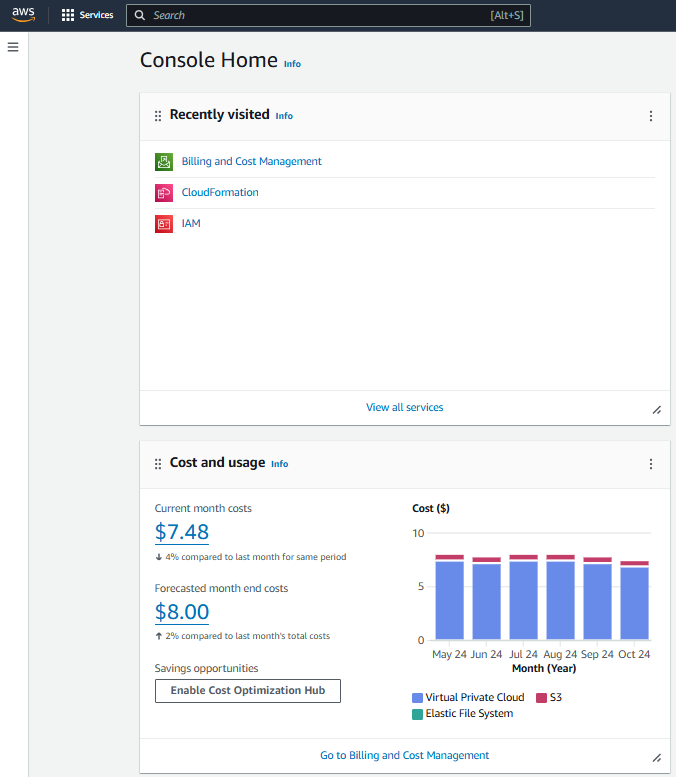 aws Services Search [Alt+S]
Console Home Info
Recently visited Info
Billing and Cost Management
CloudFormation
IAM
View all services
Cost and usage Info
Current month costs
$7.48
4% compared to last month for same period
Forecasted month end costs
$8.00
2% compared to last month's total costs
Savings opportunities
Enable Cost Optimization Hub
Cost ($)
10
5
0
May 24 Jun 24 Jul 24 Aug 24 Sep 24 Oct 24
Month (Year)
Virtual Private Cloud S3
Elastic File System
Go to Billing and Cost Management